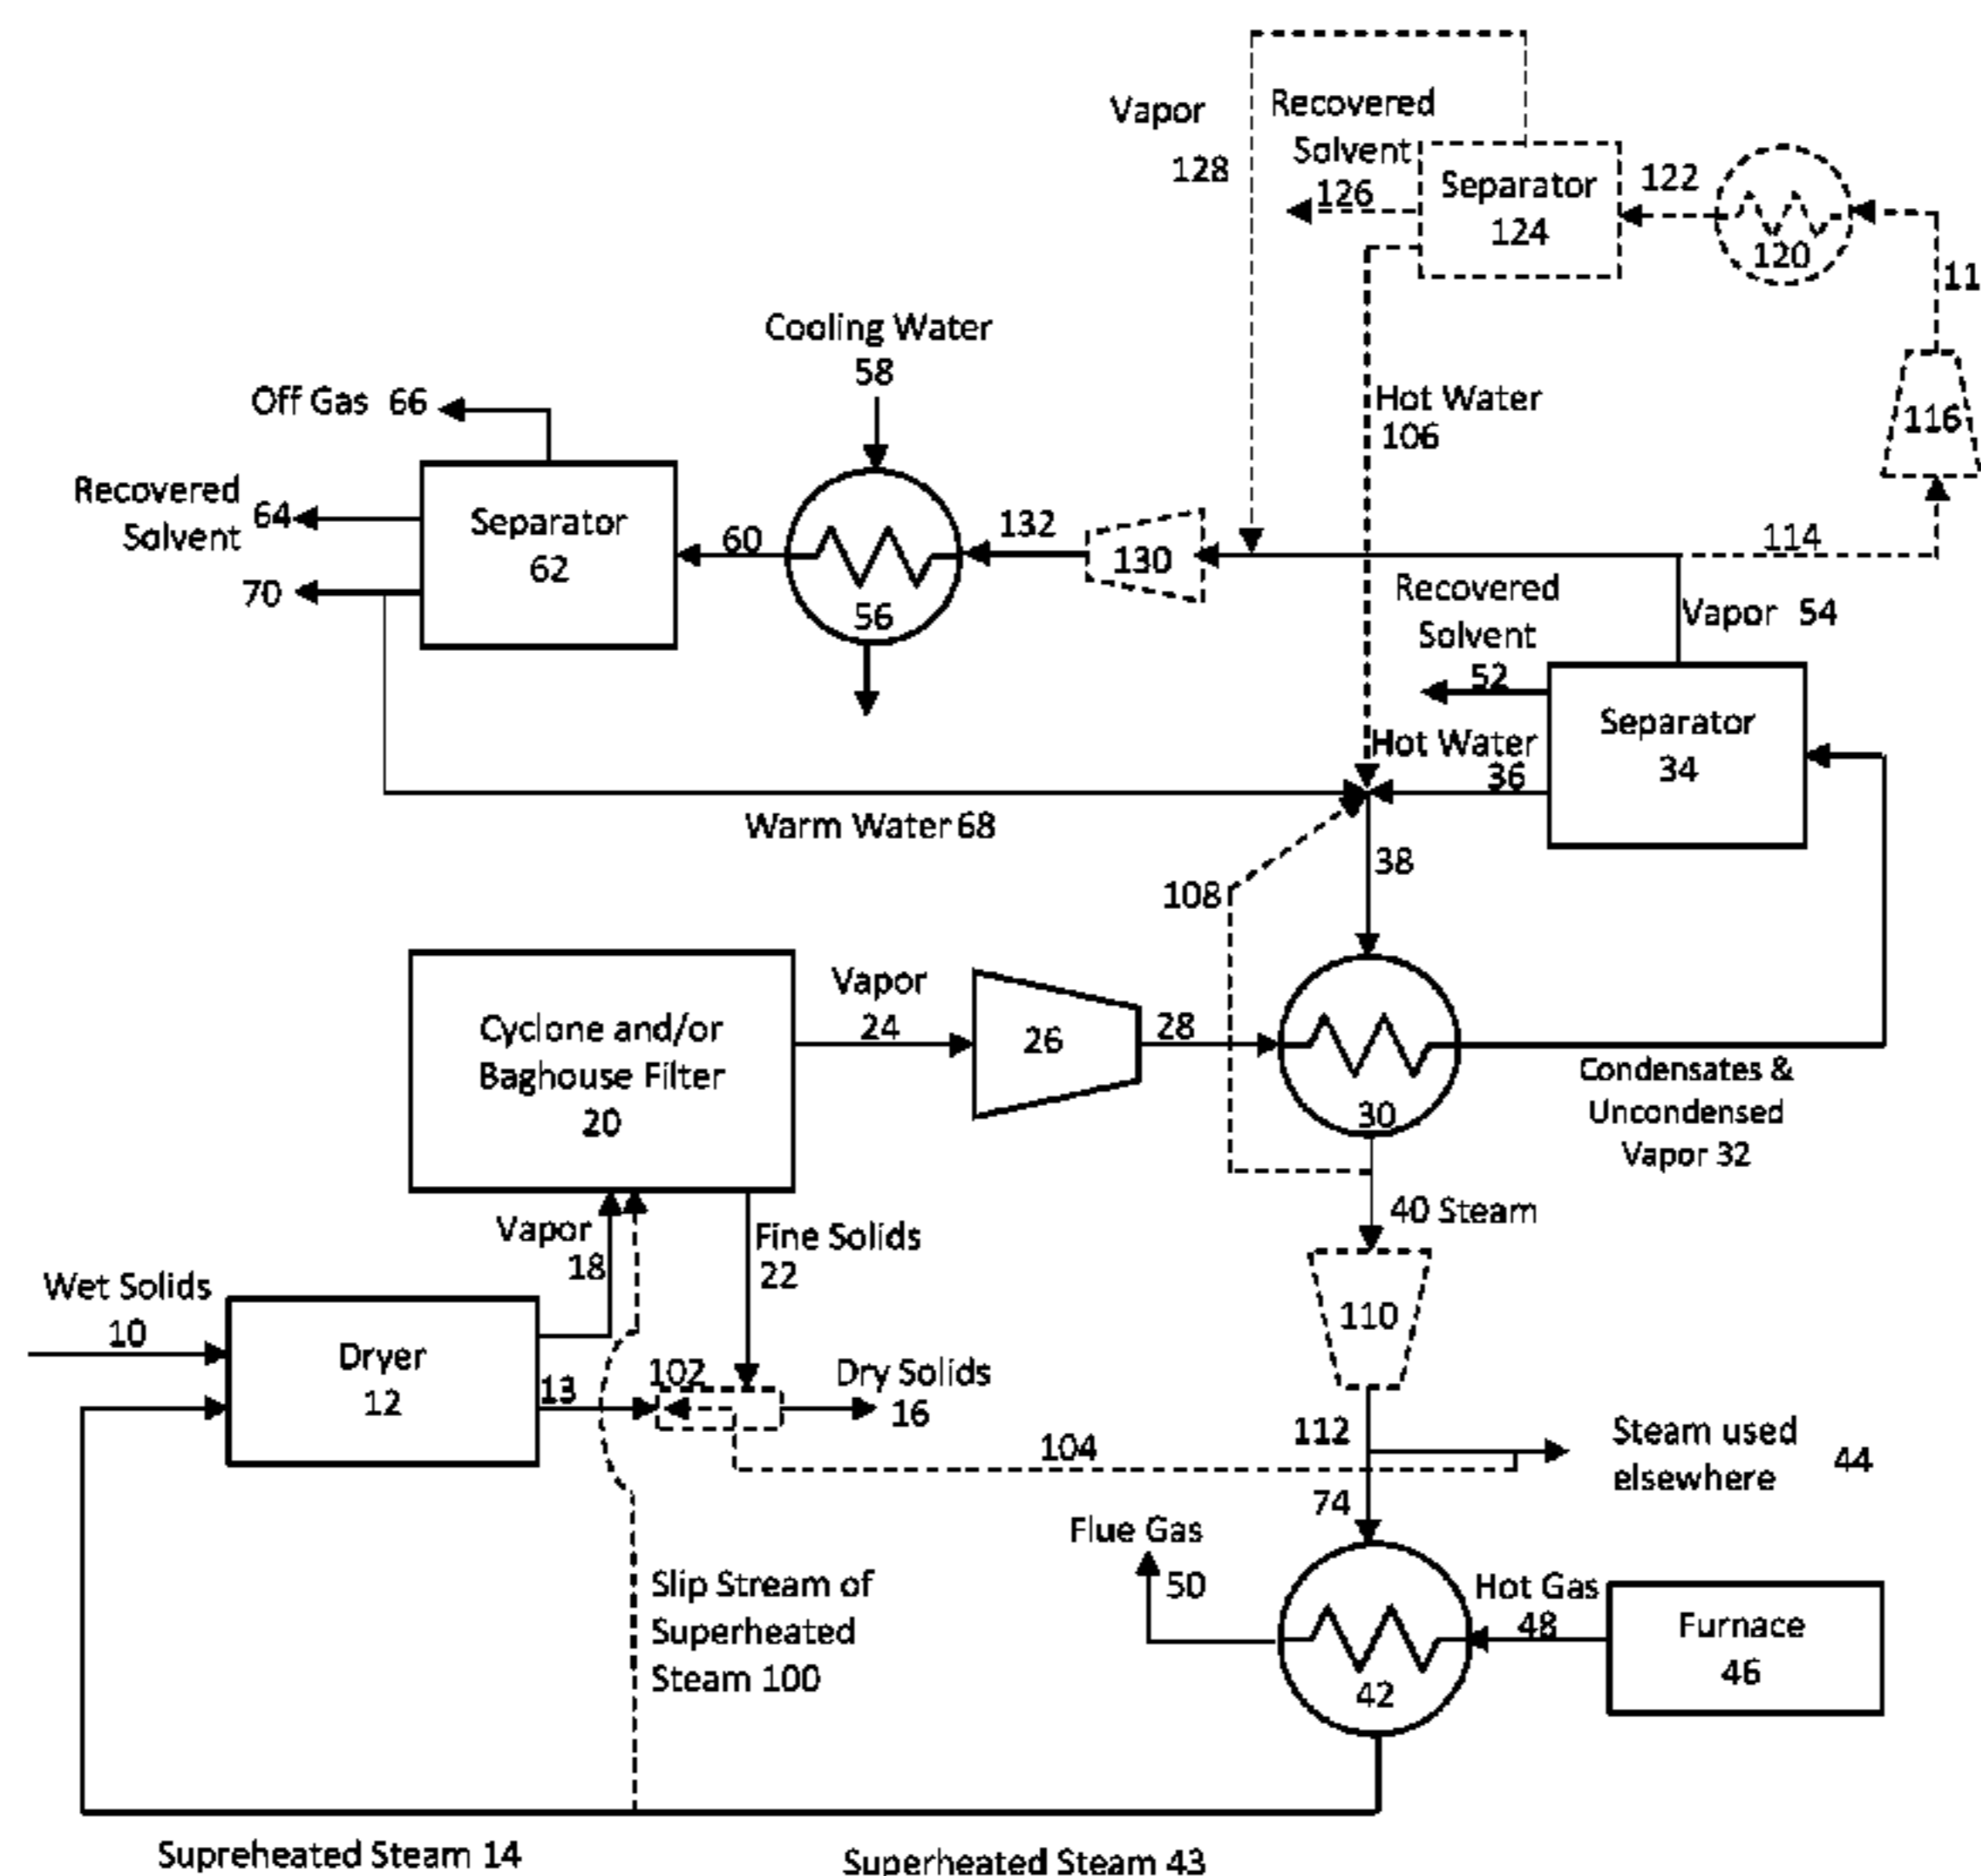 Vapor
128
Recovered
Solvent
126
Separator
124
122
120
11
116
Cooling Water
58
Hot Water
106
Off Gas 66
Recovered
Solvent
64
70
Separator
62
60
56
132
130
114
Recovered
Solvent
52
Vapor 54
Hot Water
36
Separator
34
Warm Water 68
38
108
Cyclone and/or
Baghouse Filter
20
Vapor
24
26
28
30
Condensates &
Uncondensed
Vapor 32
40 Steam
Vapor
18
Fine Solids
22
Wet Solids
10
Dryer
12
13
102
Dry Solids
16
110
104
112
Steam used
elsewhere
44
74
Flue Gas
50
Hot Gas
48
Furnace
46
42
Slip Stream of
Superheated
Steam 100
Supreheated Steam 14
Superheated Steam 43